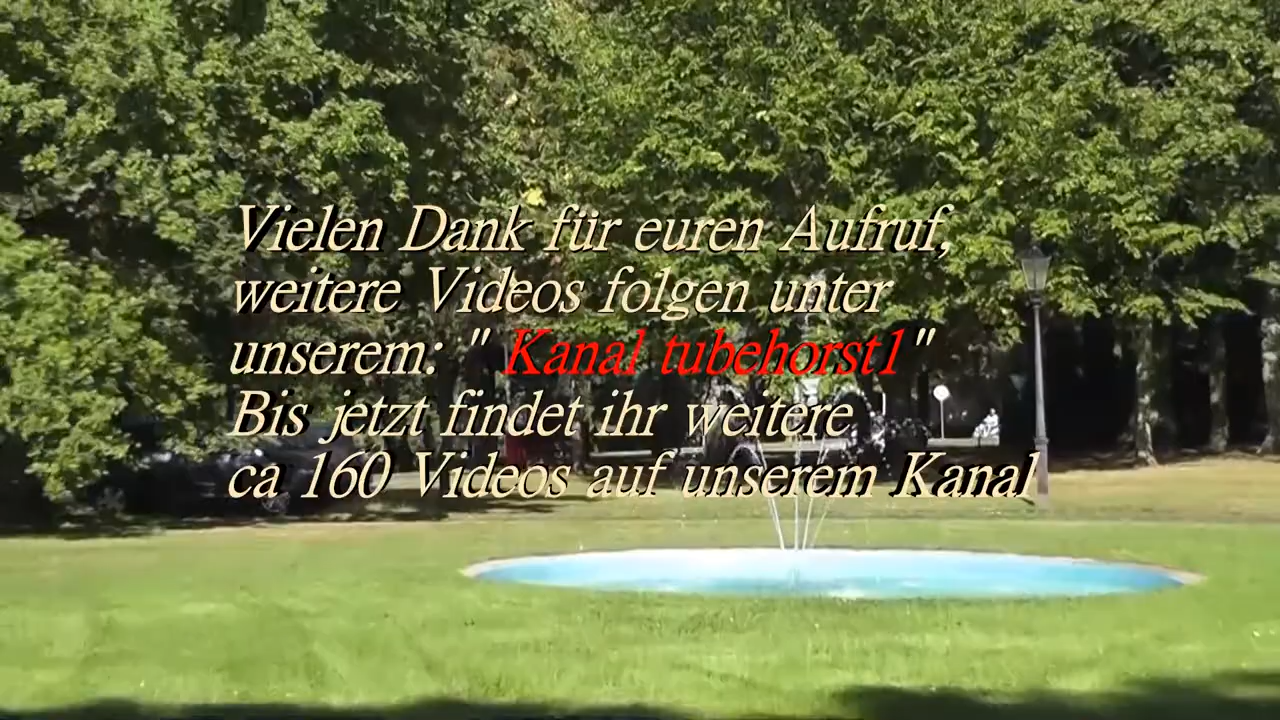 Vielen Dank für euren Aufruf,
weitere Videos folgen unter
unserem: " Kanal tubehorst1"
Bis jetzt findet ihr weitere
ca 160 Videos auf unserem Kanal